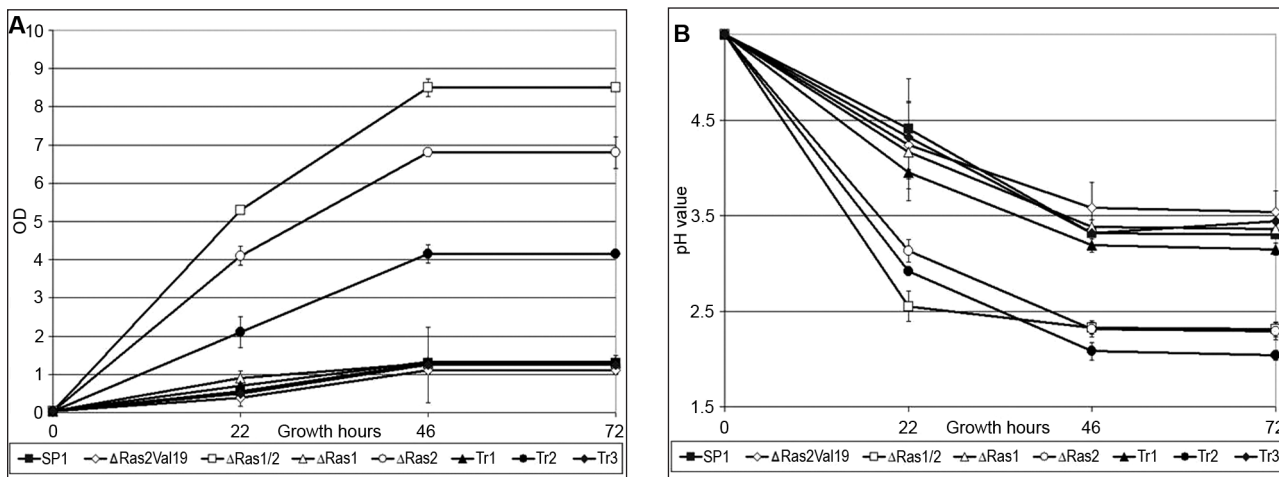 A
10
9
8
7
6
5
4
3
2
1
0
OD
0 22 Growth hours 46 72
SP1 ΔRas2Val19 ΔRas1/2 ΔRas1 ΔRas2 Tr1 Tr2 Tr3
B
4.5
3.5
2.5
1.5
pH value
0 22 Growth hours 46 72
SP1 ΔRas2Val19 ΔRas1/2 ΔRas1 ΔRas2 Tr1 Tr2 Tr3